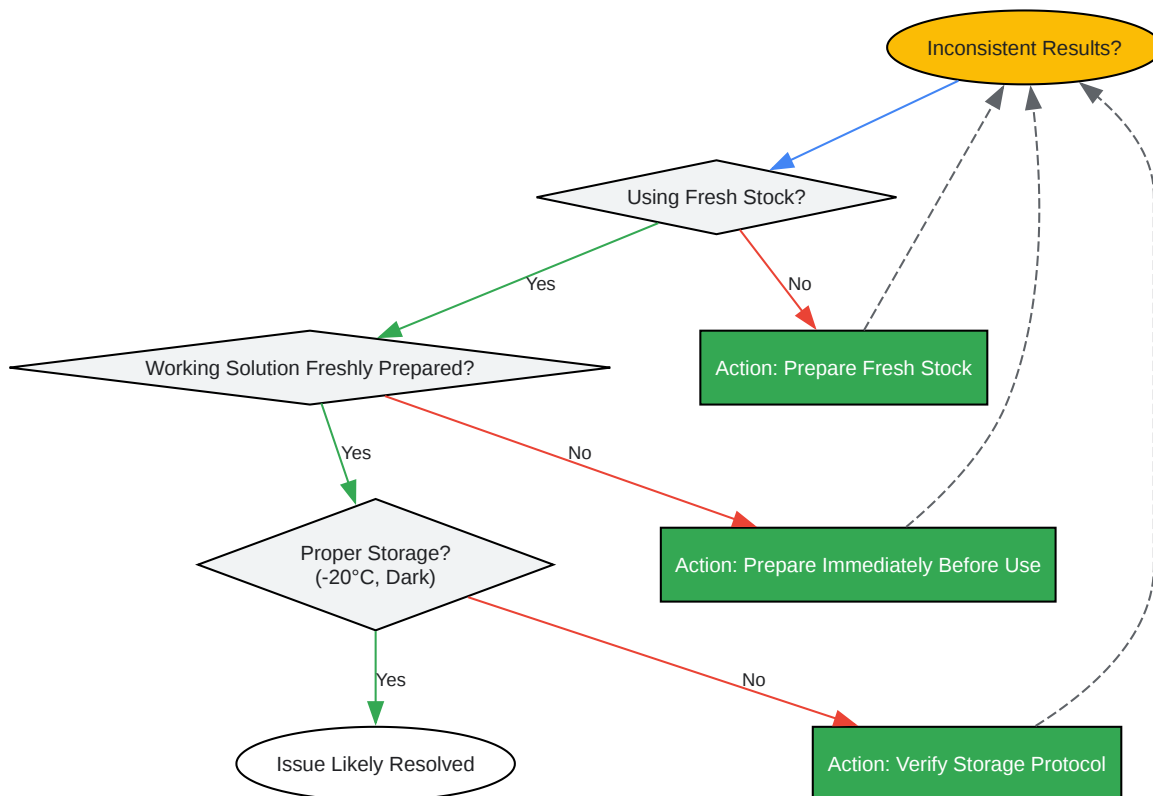 Inconsistent Results?
Using Fresh Stock?
Yes
No
Working Solution Freshly Prepared?
Action: Prepare Fresh Stock
Yes
No
Proper Storage?
(-20°C, Dark)
Action: Prepare Immediately Before Use
Yes
No
Issue Likely Resolved
Action: Verify Storage Protocol